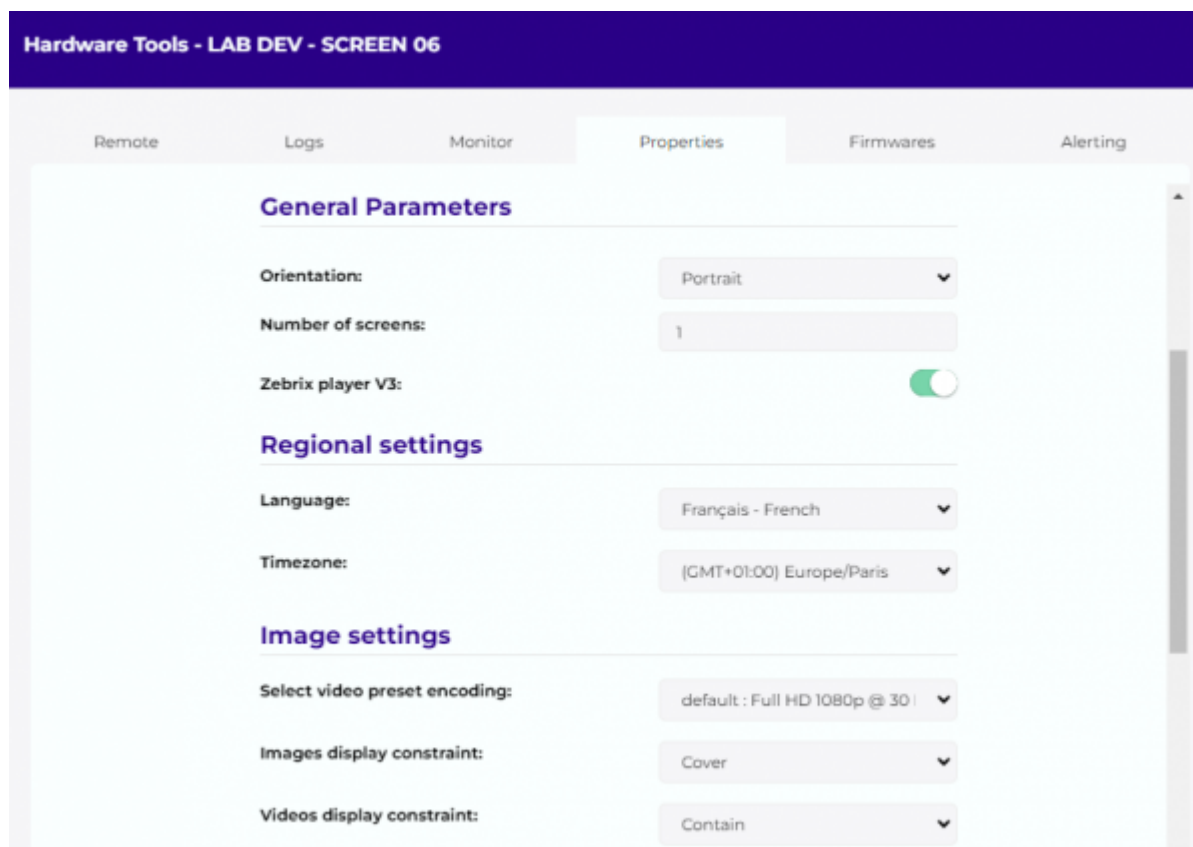 Hardware Tools - LAB DEV - SCREEN 06
Remote Logs Monitor Properties Firmwares Alerting
General Parameters
Orientation: Portrait
Number of screens: 1
Zebrix player V3:
Regional settings
Language: Français - French
Timezone: (GMT+01:00) Europe/Paris
Image settings
Select video preset encoding: default : Full HD 1080p @ 30
Images display constraint: Cover
Videos display constraint: Contain